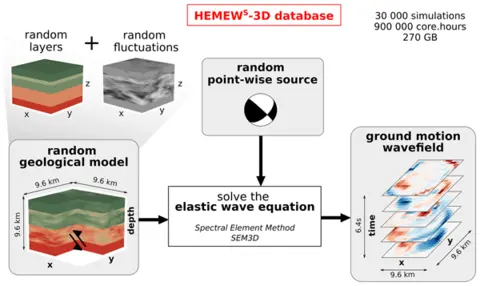 HEMEWS-3D database
30 000 simulations
900 000 core.hours
270 GB
random
layers
+
random
fluctuations
z
x
y
z
x
y
random
point-wise source
random
geological model
9.6 km
9.6 km
9.6 km
depth
x
y
solve the
elastic wave equation
Spectral Element Method
SEM3D
ground motion
wavefield
6.4s
time
y
x
9.6 km
9.6 km